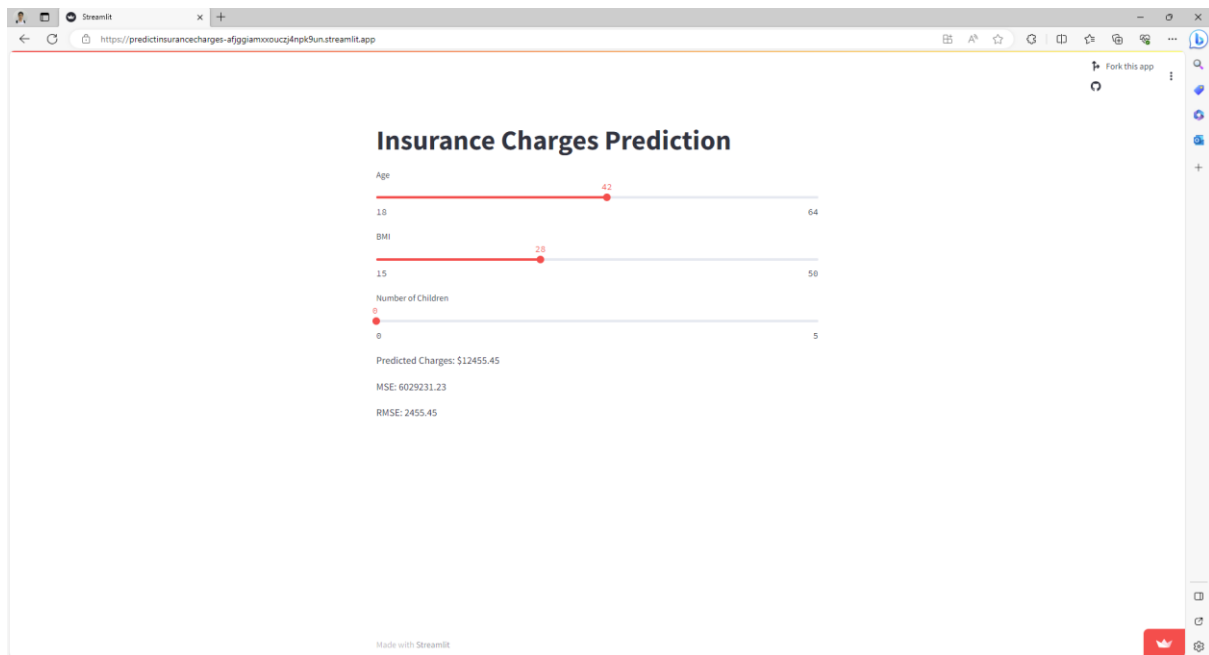 Streamlit
https://predictinsurancecharges-afjggiamxxouczj4npk9un.streamlit.app
Fork this app
Insurance Charges Prediction
Age
42
18 64
BMI
28
15 50
Number of Children
0
0 5
Predicted Charges: $12455.45
MSE: 6029231.23
RMSE: 2455.45
Made with Streamlit